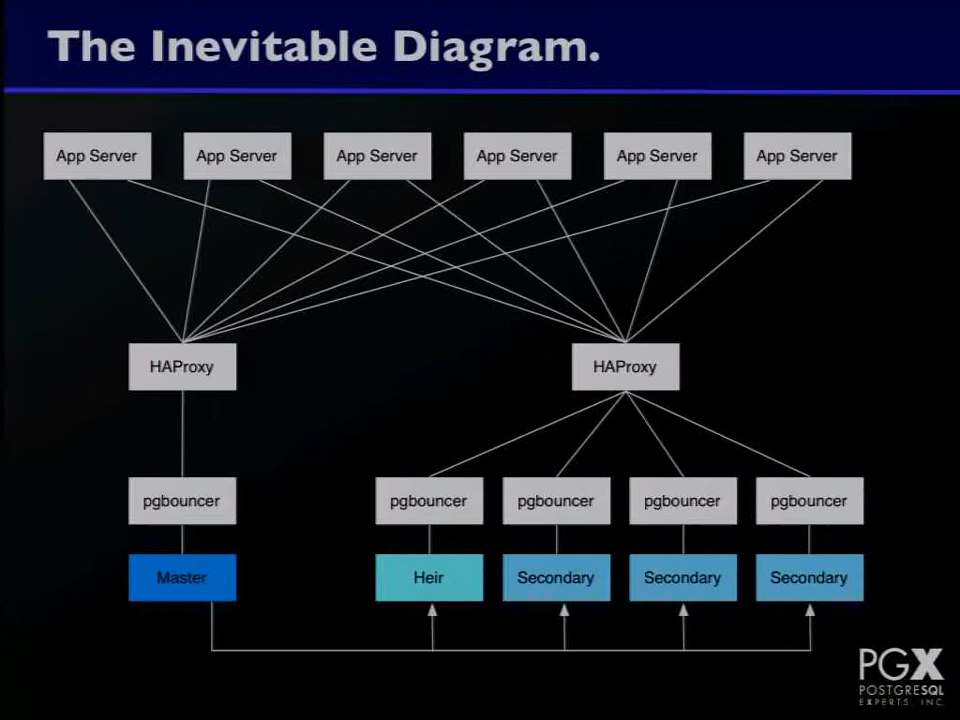 The Inevitable Diagram.
App Server
App Server
App Server
App Server
App Server
App Server
HAProxy
HAProxy
pgbouncer
pgbouncer
pgbouncer
pgbouncer
pgbouncer
Master
Heir
Secondary
Secondary
Secondary
PGX
POSTGRESQL
EXPERTS, INC.